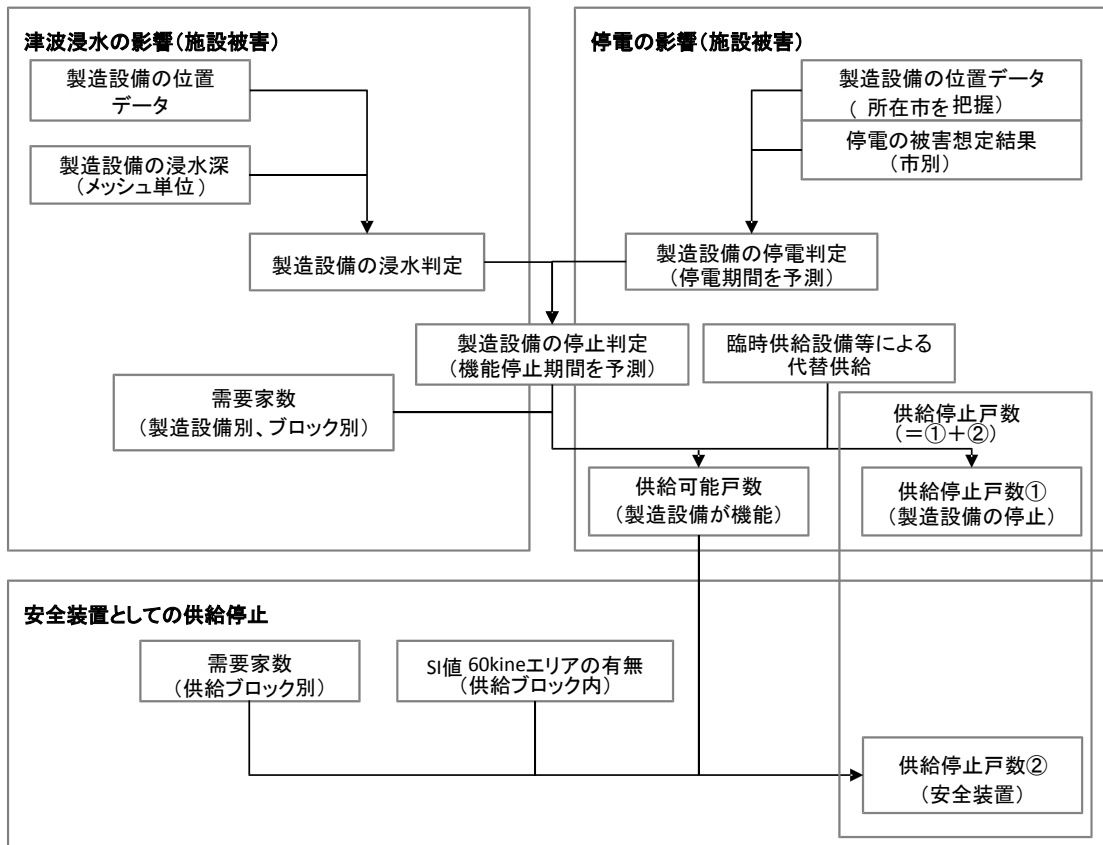 津波浸水の影響(施設被害)
製造設備の位置
データ
製造設備の浸水深
(メッシュ単位)
製造設備の浸水判定
停電の影響(施設被害)
製造設備の位置データ
( 所在市を把握)
停電の被害想定結果
(市別)
製造設備の停電判定
(停電期間を予測)
製造設備の停止判定
(機能停止期間を予測)
臨時供給設備等による
代替供給
需要家数
(製造設備別、ブロック別)
供給停止戸数
(=①+②)
供給可能戸数
(製造設備が機能)
供給停止戸数①
(製造設備の停止)
安全装置としての供給停止
需要家数
(供給ブロック別)
SI値 60kineエリアの有無
(供給ブロック内)
供給停止戸数②
(安全装置)